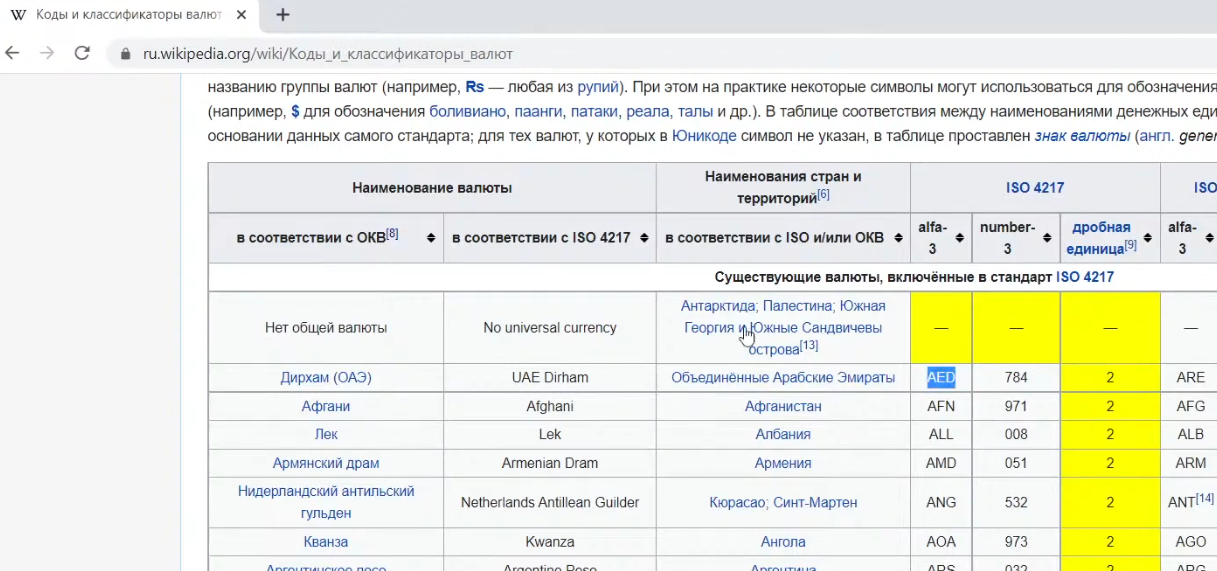 Коды и классификаторы валют
ru.wikipedia.org/wiki/Коды_и_классификаторы_валют
названию группы валют (например, Rs — любая из рупий). При этом на практике некоторые символы могут использоваться для обозначения
(например, $ для обозначения боливиано, паанги, патаки, реала, талы и др.). В таблице соответствия между наименованиями денежных еди
основании данных самого стандарта; для тех валют, у которых в Юникоде символ не указан, в таблице проставлен знак валюты (англ. gener
Наименование валюты
Наименования стран и
территорий[6]
ISO 4217
ISO
в соответствии с ОКВ[8]
в соответствии с ISO 4217
в соответствии с ISO и/или ОКВ
alfa-
3
number-
3
дробная
единица[9]
alfa-
3
Существующие валюты, включённые в стандарт ISO 4217
Нет общей валюты
No universal currency
Антарктида; Палестина; Южная
Георгия и Южные Сандвичевы
острова[13]
— — — —
Дирхам (ОАЭ) UAE Dirham Объединённые Арабские Эмираты AED 784 2 ARE
Афгани Afghani Афганистан AFN 971 2 AFG
Лек Lek Албания ALL 008 2 ALB
Армянский драм Armenian Dram Армения AMD 051 2 ARM
Нидерландский антильский
гульден
Netherlands Antillean Guilder Кюрасао; Синт-Мартен ANG 532 2 ANT[14]
Кванза Kwanza Ангола AOA 973 2 AGO
Аргентинское песо Argentine Peso Аргентина ARS 032 2 ARG